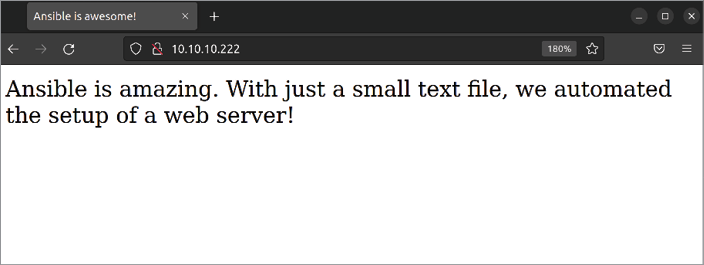 Ansible is awesome!
10.10.10.222
180%
Ansible is amazing. With just a small text file, we automated
the setup of a web server!